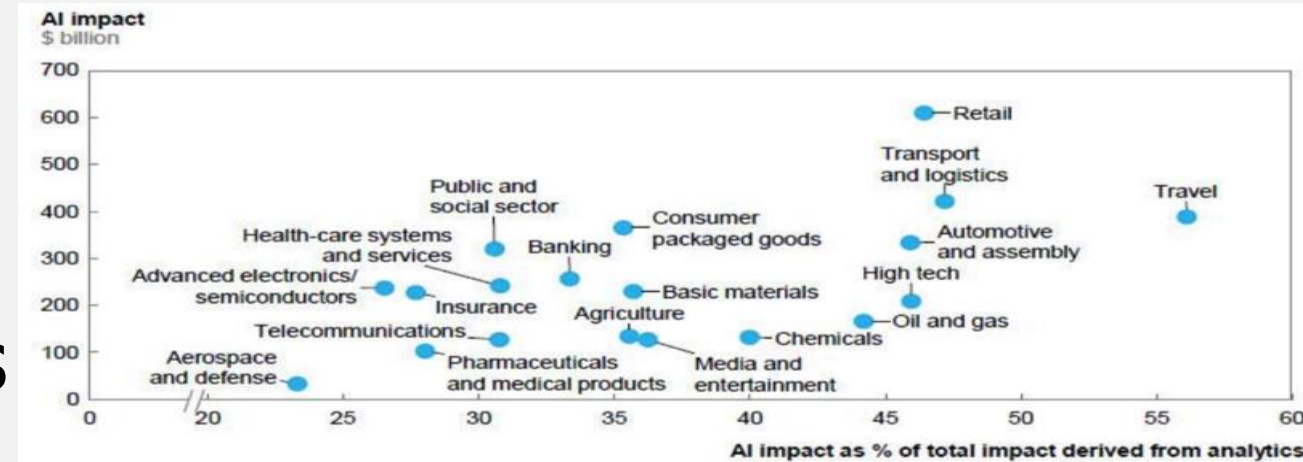 AI impact
$ billion
700
600
500
400
300
200
100
0
Retail
Transport
and logistics
Travel
Public and
social sector
Consumer
packaged goods
Automotive
and assembly
Health-care systems
and services
Banking
High tech
Advanced electronics/
semiconductors
Insurance
Basic materials
Agriculture
Oil and gas
Telecommunications
Chemicals
Aerospace
and defense
Pharmaceuticals
and medical products
Media and
entertainment
0 20 25 30 35 40 45 50 55 60
AI impact as % of total impact derived from analytics